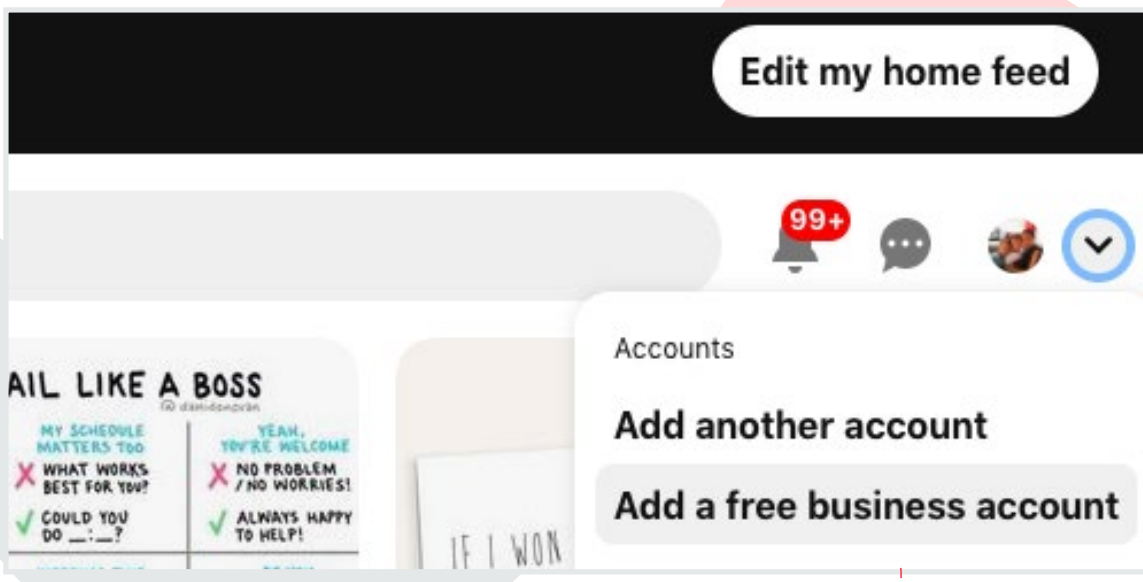 Edit my home feed
99+
Accounts
Add another account
Add a free business account
AIL LIKE A BOSS
MY SCHEDULE
MATTERS TOO
WHAT WORKS
BEST FOR YOU?
COULD YOU
DO __:__?
YEAH,
YOU'RE WELCOME
NO PROBLEM
/NO WORRIES!
ALWAYS HAPPY
TO HELP!
IF I WON